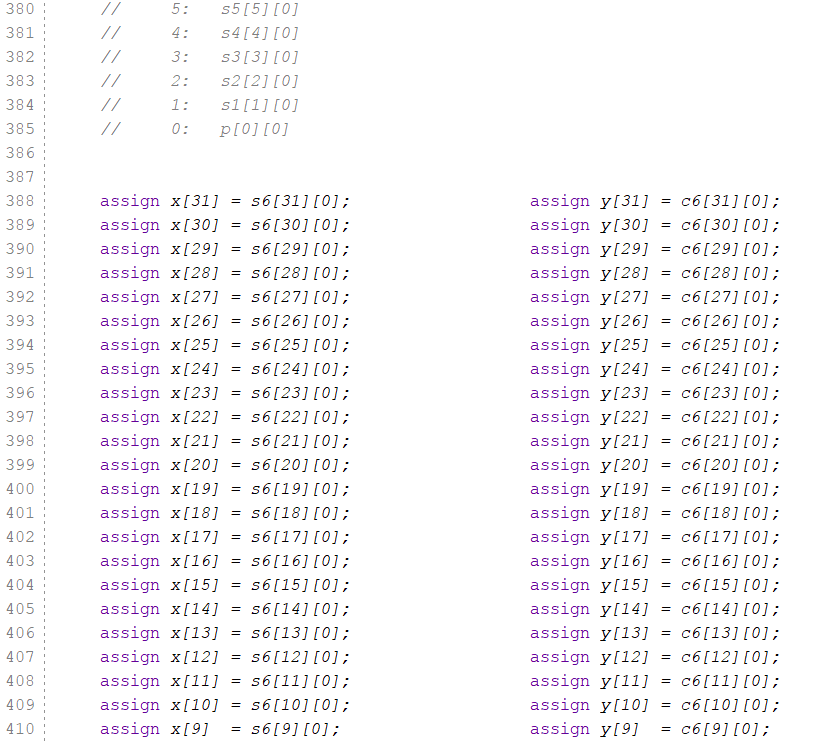 380 //     5:   s5[5][0]
381 //     4:   s4[4][0]
382 //     3:   s3[3][0]
383 //     2:   s2[2][0]
384 //     1:   s1[1][0]
385 //     0:   p[0][0]
386
387
388 assign x[31] = s6[31][0];                  assign y[31] = c6[31][0];
389 assign x[30] = s6[30][0];                  assign y[30] = c6[30][0];
390 assign x[29] = s6[29][0];                  assign y[29] = c6[29][0];
391 assign x[28] = s6[28][0];                  assign y[28] = c6[28][0];
392 assign x[27] = s6[27][0];                  assign y[27] = c6[27][0];
393 assign x[26] = s6[26][0];                  assign y[26] = c6[26][0];
394 assign x[25] = s6[25][0];                  assign y[25] = c6[25][0];
395 assign x[24] = s6[24][0];                  assign y[24] = c6[24][0];
396 assign x[23] = s6[23][0];                  assign y[23] = c6[23][0];
397 assign x[22] = s6[22][0];                  assign y[22] = c6[22][0];
398 assign x[21] = s6[21][0];                  assign y[21] = c6[21][0];
399 assign x[20] = s6[20][0];                  assign y[20] = c6[20][0];
400 assign x[19] = s6[19][0];                  assign y[19] = c6[19][0];
401 assign x[18] = s6[18][0];                  assign y[18] = c6[18][0];
402 assign x[17] = s6[17][0];                  assign y[17] = c6[17][0];
403 assign x[16] = s6[16][0];                  assign y[16] = c6[16][0];
404 assign x[15] = s6[15][0];                  assign y[15] = c6[15][0];
405 assign x[14] = s6[14][0];                  assign y[14] = c6[14][0];
406 assign x[13] = s6[13][0];                  assign y[13] = c6[13][0];
407 assign x[12] = s6[12][0];                  assign y[12] = c6[12][0];
408 assign x[11] = s6[11][0];                  assign y[11] = c6[11][0];
409 assign x[10] = s6[10][0];                  assign y[10] = c6[10][0];
410 assign x[9]  = s6[9][0];                   assign y[9]  = c6[9][0];